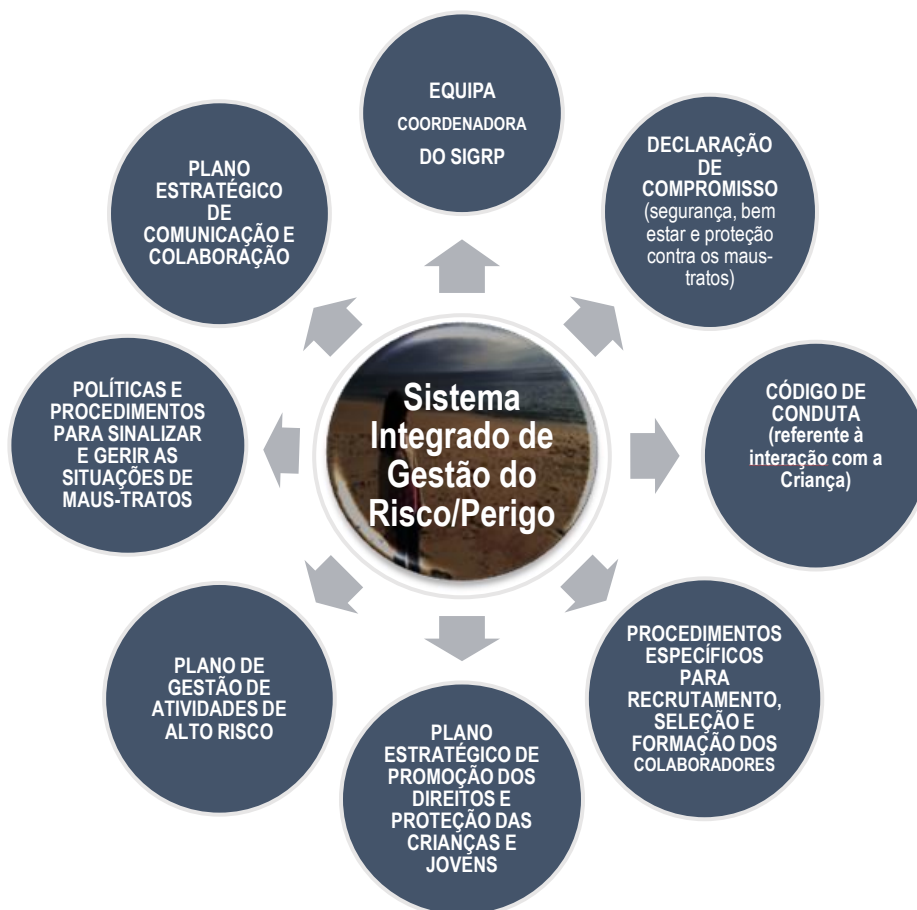 EQUIPA
COORDENADORA
DO SIGRP
DECLARAÇÃO
DE
COMPROMISSO
(segurança, bem
estar e proteção
contra os maus-
tratos)
CÓDIGO DE
CONDUTA
(referente à
interação com a
Criança)
PROCEDIMENTOS
ESPECÍFICOS
PARA
RECRUTAMENTO,
SELEÇÃO E
FORMAÇÃO DOS
COLABORADORES
PLANO
ESTRATÉGICO DE
PROMOÇÃO DOS
DIREITOS E
PROTEÇÃO DAS
CRIANÇAS E
JOVENS
PLANO DE
GESTÃO DE
ATIVIDADES DE
ALTO RISCO
POLÍTICAS E
PROCEDIMENTOS
PARA SINALIZAR
E GERIR AS
SITUAÇÕES DE
MAUS-TRATOS
PLANO
ESTRATÉGICO
DE
COMUNICAÇÃO E
COLABORAÇÃO
Sistema
Integrado de
Gestão do
Risco/Perigo